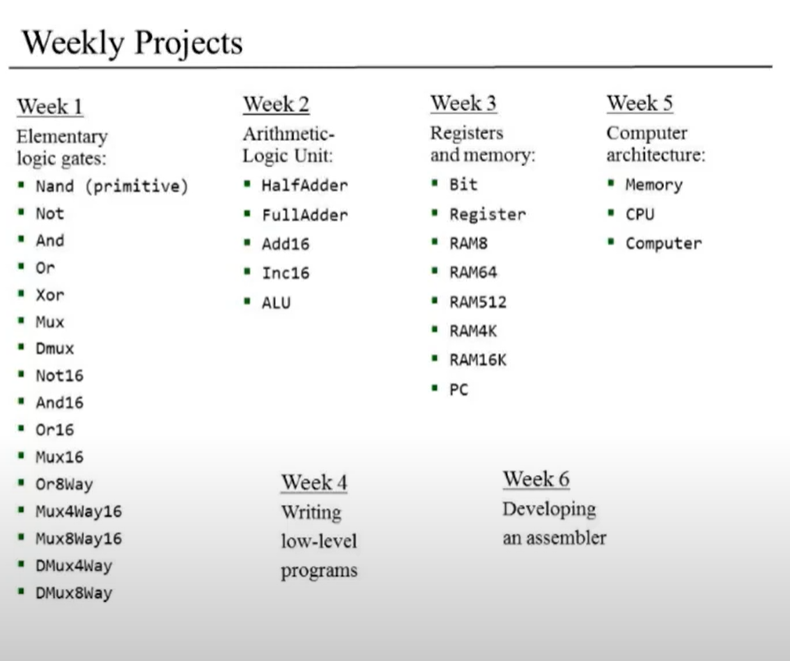 Weekly Projects
Week 1
Elementary
logic gates:
Nand (primitive)
Not
And
Or
Xor
Mux
Dmux
Not16
And16
Or16
Mux16
Or8Way
Mux4Way16
Mux8Way16
DMux4Way
DMux8Way
Week 2
Arithmetic-
Logic Unit:
HalfAdder
FullAdder
Add16
Inc16
ALU
Week 3
Registers
and memory:
Bit
Register
RAM8
RAM64
RAM512
RAM4K
RAM16K
PC
Week 5
Computer
architecture:
Memory
CPU
Computer
Week 4
Writing
low-level
programs
Week 6
Developing
an assembler